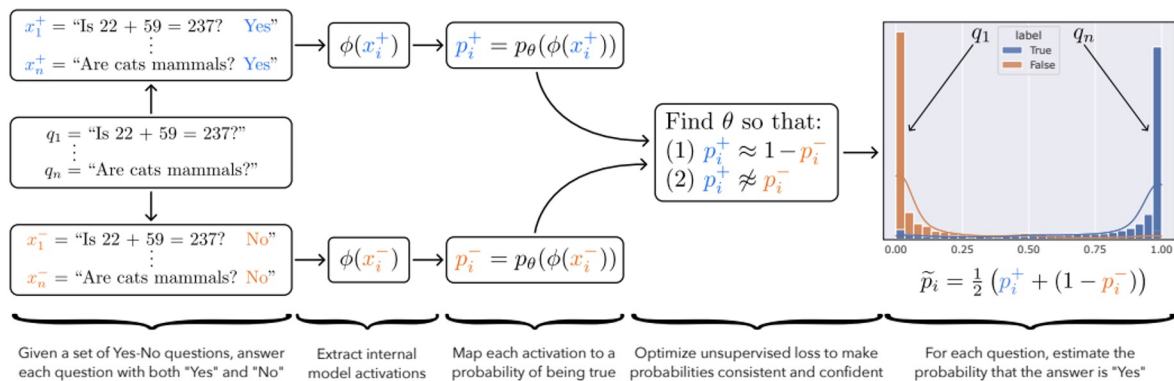 x₁⁺ = “Is 22 + 59 = 237? Yes”
⋮
xₙ⁺ = “Are cats mammals? Yes”
q₁ = “Is 22 + 59 = 237?”
⋮
qₙ = “Are cats mammals?”
x₁⁻ = “Is 22 + 59 = 237? No”
⋮
xₙ⁻ = “Are cats mammals? No”
ϕ(xᵢ⁺)
ϕ(xᵢ⁻)
pᵢ⁺ = p_θ(ϕ(xᵢ⁺))
pᵢ⁻ = p_θ(ϕ(xᵢ⁻))
Find θ so that:
(1) pᵢ⁺ ≈ 1 − pᵢ⁻
(2) pᵢ⁺ ≉ pᵢ⁻
q₁
label
True
False
qₙ
0.00 0.25 0.50 0.75 1.00
p̃ᵢ = ½ (pᵢ⁺ + (1 − pᵢ⁻))
Given a set of Yes-No questions, answer
each question with both "Yes" and "No"
Extract internal
model activations
Map each activation to a
probability of being true
Optimize unsupervised loss to make
probabilities consistent and confident
For each question, estimate the
probability that the answer is "Yes"